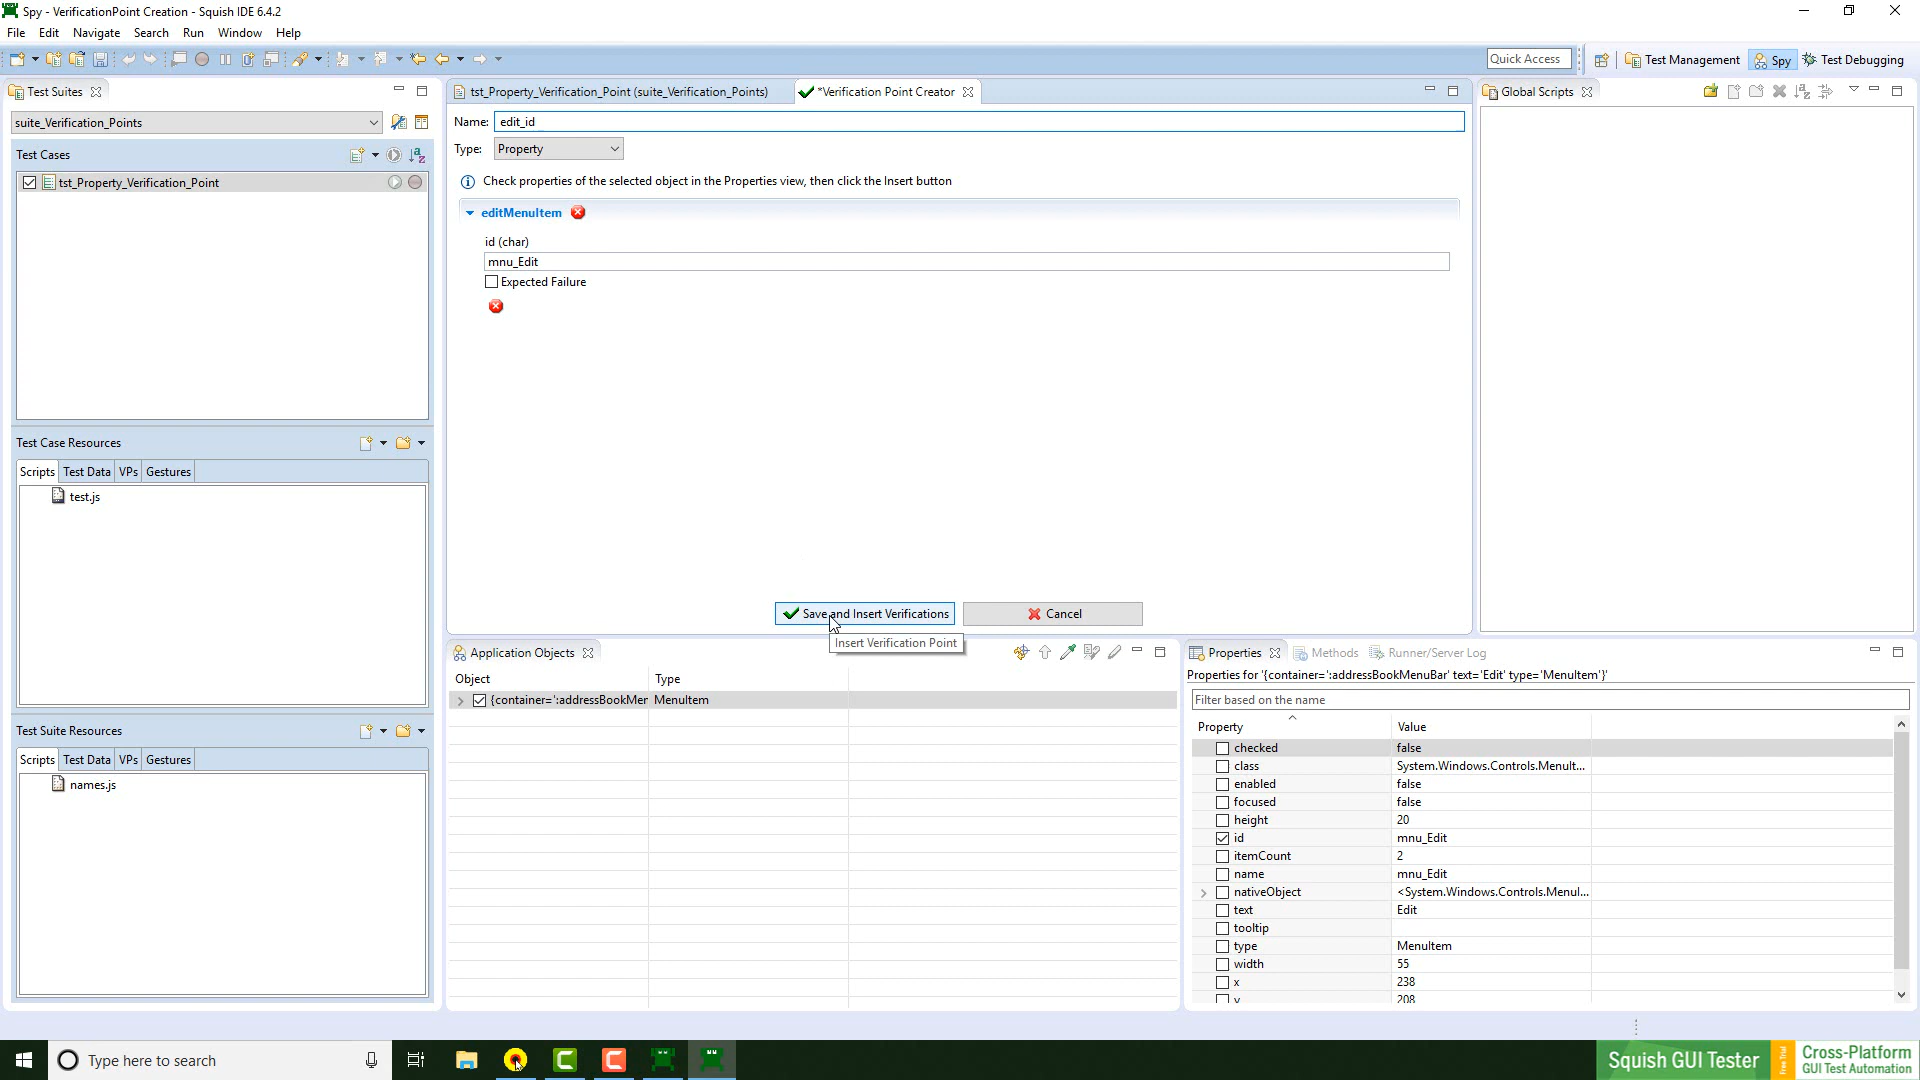 Spy - VerificationPoint Creation - Squish IDE 6.4.2
File Edit Navigate Search Run Window Help
Quick Access
Test Management
Spy
Test Debugging
Test Suites
suite_Verification_Points
Test Cases
tst_Property_Verification_Point
Test Case Resources
Scripts Test Data VPs Gestures
test.js
Test Suite Resources
Scripts Test Data VPs Gestures
names.js
tst_Property_Verification_Point (suite_Verification_Points)
*Verification Point Creator
Name: edit_id
Type: Property
Check properties of the selected object in the Properties view, then click the Insert button
editMenuItem
id (char)
mnu_Edit
Expected Failure
Save and Insert Verifications
Cancel
Insert Verification Point
Global Scripts
Application Objects
Object Type
{container=':addressBookMer MenuItem
Properties
Methods
Runner/Server Log
Properties for '{container=':addressBookMenuBar' text='Edit' type='MenuItem'}'
Filter based on the name
Property Value
checked false
class System.Windows.Controls.MenuIt...
enabled false
focused false
height 20
id mnu_Edit
itemCount 2
name mnu_Edit
nativeObject <System.Windows.Controls.MenuI...
text Edit
tooltip
type MenuItem
width 55
x 238
y 208
Type here to search
Squish GUI Tester
Free Trial
Cross-Platform
GUI Test Automation